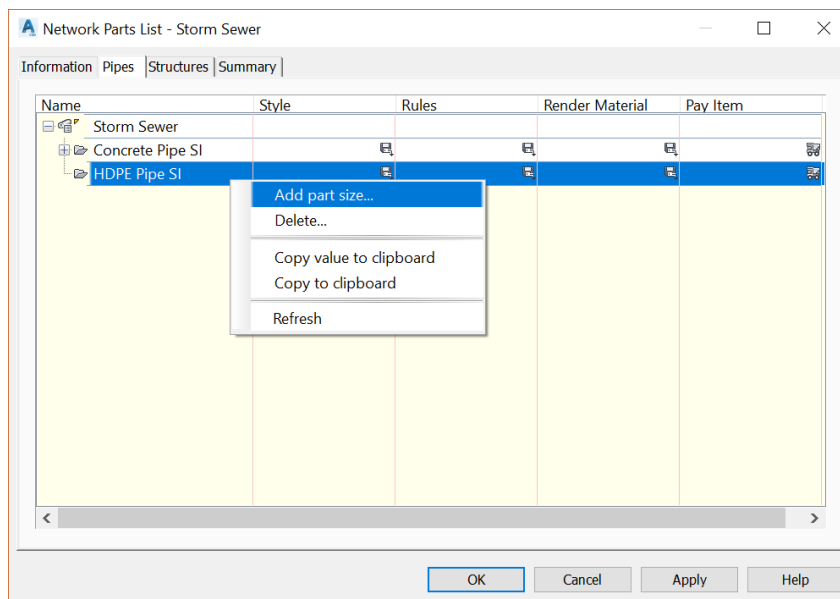 Network Parts List - Storm Sewer
Information Pipes Structures Summary
Name Style Rules Render Material Pay Item
Storm Sewer
Concrete Pipe SI
HDPE Pipe SI
Add part size...
Delete...
Copy value to clipboard
Copy to clipboard
Refresh
OK Cancel Apply Help